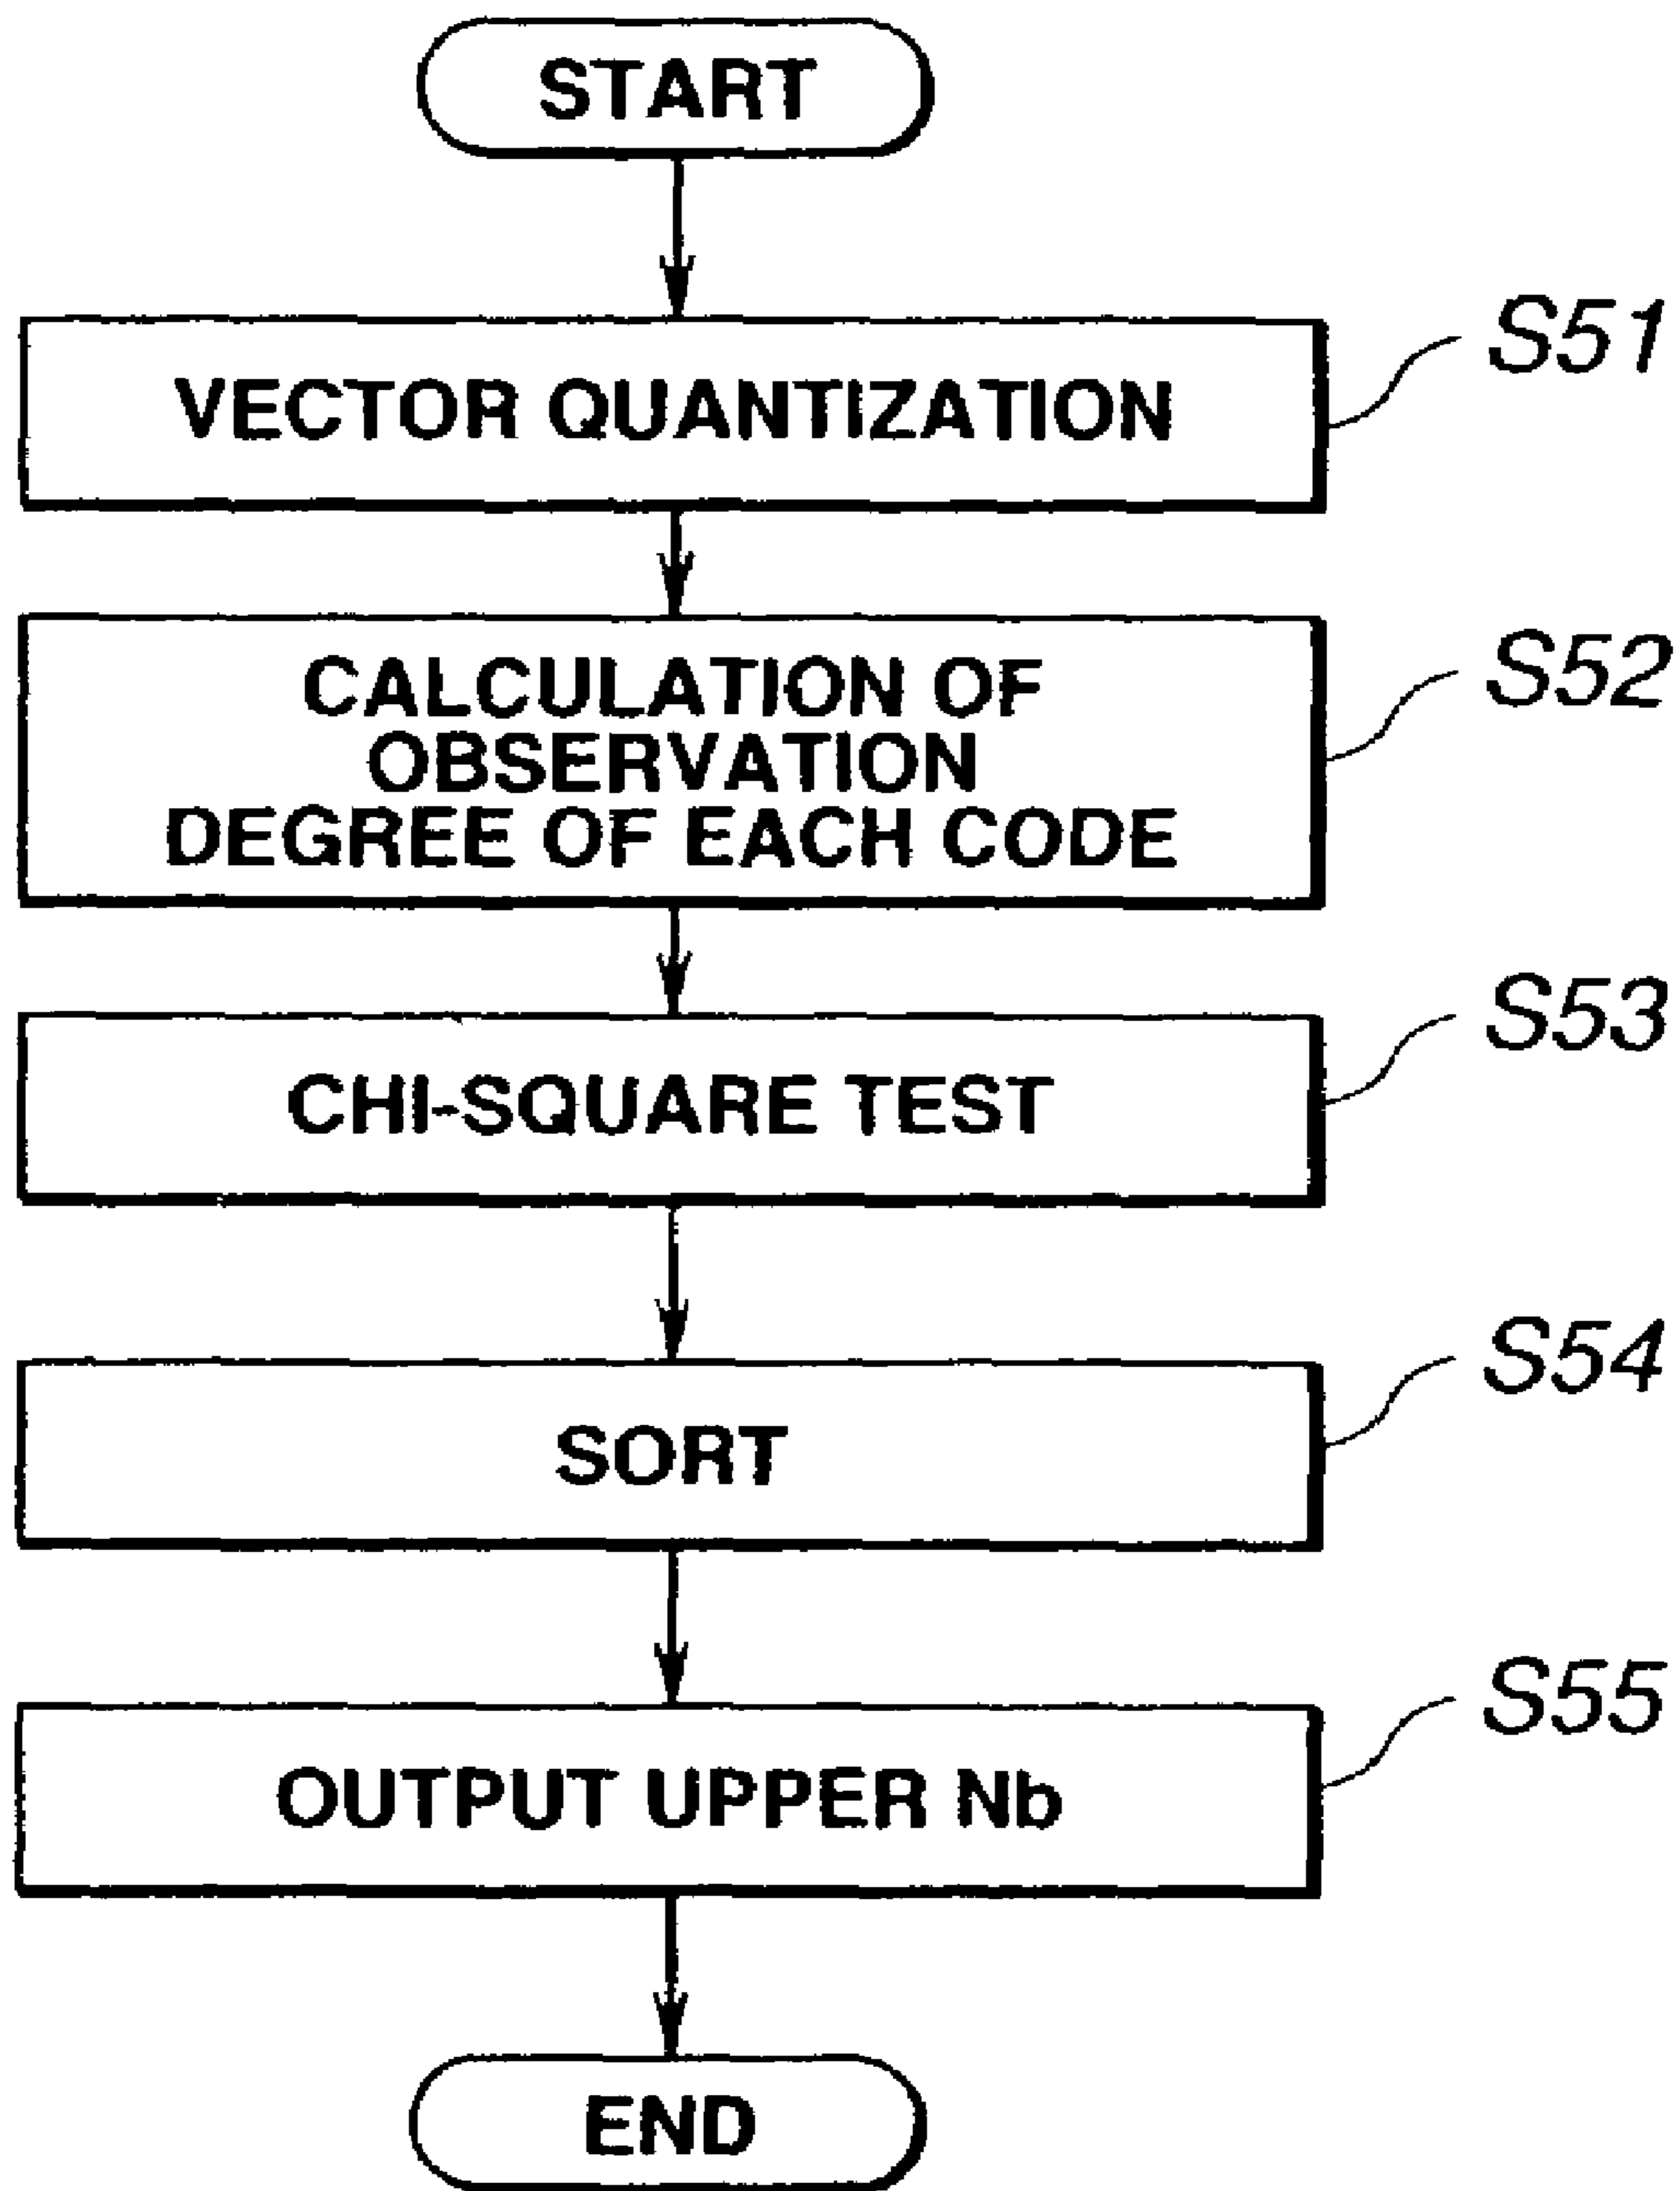 START
VECTOR QUANTIZATION
S51
CALCULATION OF
OBSERVATION
DEGREE OF EACH CODE
S52
CHI-SQUARE TEST
S53
SORT
S54
OUTPUT UPPER Nb
S55
END